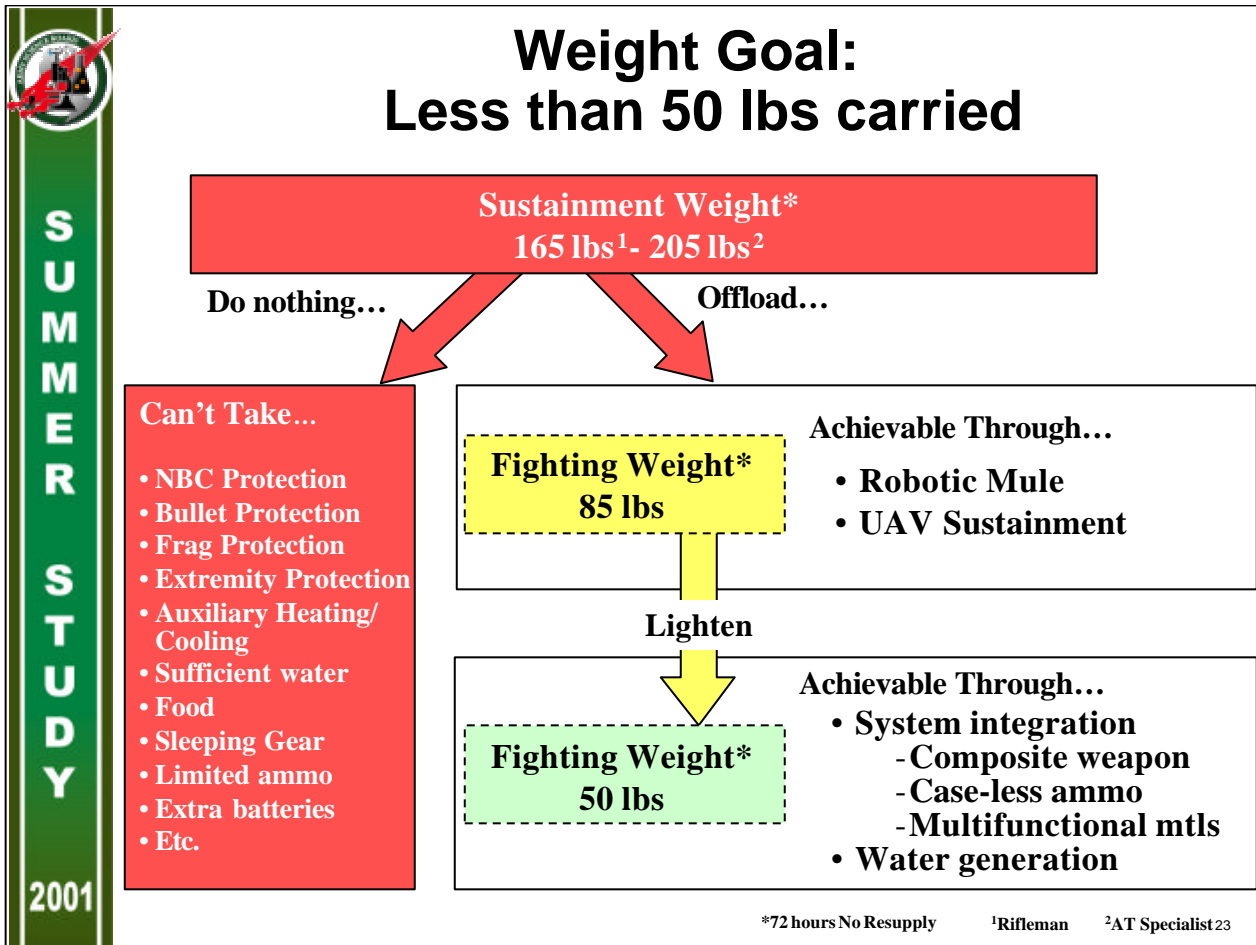 Weight Goal:
Less than 50 lbs carried
SUMMER STUDY
2001
Sustainment Weight*
165 lbs¹- 205 lbs²
Do nothing…
Offload…
Can't Take…
• NBC Protection
• Bullet Protection
• Frag Protection
• Extremity Protection
• Auxiliary Heating/
Cooling
• Sufficient water
• Food
• Sleeping Gear
• Limited ammo
• Extra batteries
• Etc.
Fighting Weight*
85 lbs
Achievable Through…
• Robotic Mule
• UAV Sustainment
Lighten
Fighting Weight*
50 lbs
Achievable Through…
• System integration
-Composite weapon
-Case-less ammo
-Multifunctional mtls
• Water generation
*72 hours No Resupply ¹Rifleman ²AT Specialist 23